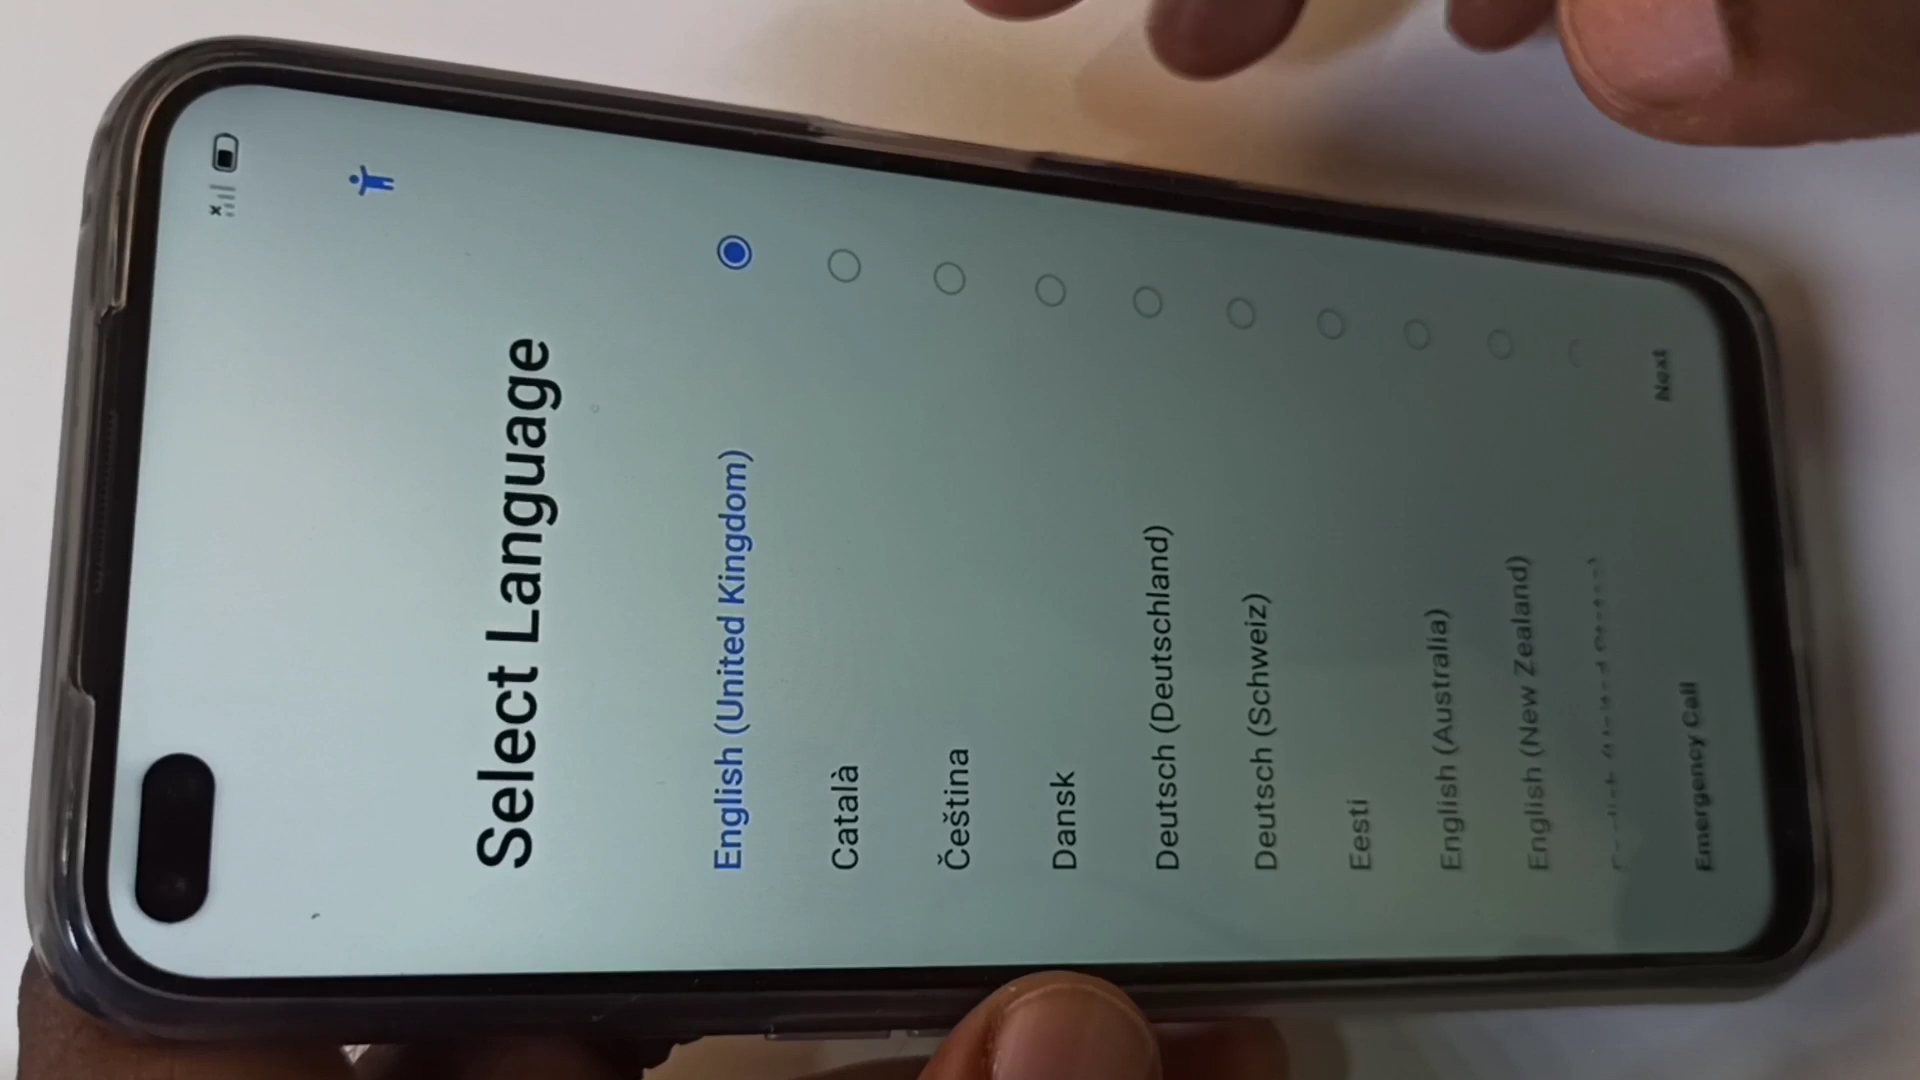 Select Language
English (United Kingdom)
Català
Čeština
Dansk
Deutsch (Deutschland)
Deutsch (Schweiz)
Eesti
English (Australia)
English (New Zealand)
Emergency Call
Next